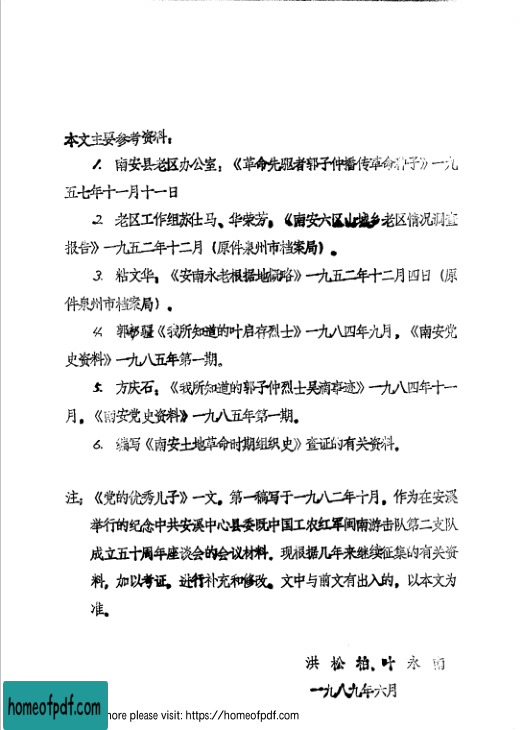 本文主要参考资料：
1. 南安县老区办公室：《革命先驱者郭子仲播传革命种子》一九
五七年十一月十一日
2. 老区工作组苏仕马、华荣芳：《南安六区山城乡老区情况调查
报告》一九五二年十二月（原件泉州市档案局）。
3. 粘文华：《安南永老根据地概略》一九五二年十二月四日（原
件泉州市档案局）。
4. 郭 疆《我所知道的叶启存烈士》一九八四年九月，《南安党
史资料》一九八五年第一期。
5. 方庆石：《我所知道的郭子仲烈士 事迹》一九八四年十一
月，《南安党史资料》一九八五年第一期。
6. 编写《南安土地革命时期组织史》查证的有关资料。
注：《党的优秀儿子》一文，第一稿写于一九八二年十月，作为在安溪
举行的纪念中共安溪中心县委既中国工农红军闽南游击队第二支队
成立五十周年座谈会的会议材料，现根据几年来继续征集的有关资
料，加以考证，进行补充和修改。文中与前文有出入的，以本文为
准。
洪松柏、叶永
一九八九年六月
homeofpdf.com
more please visit: https://homeofpdf.com